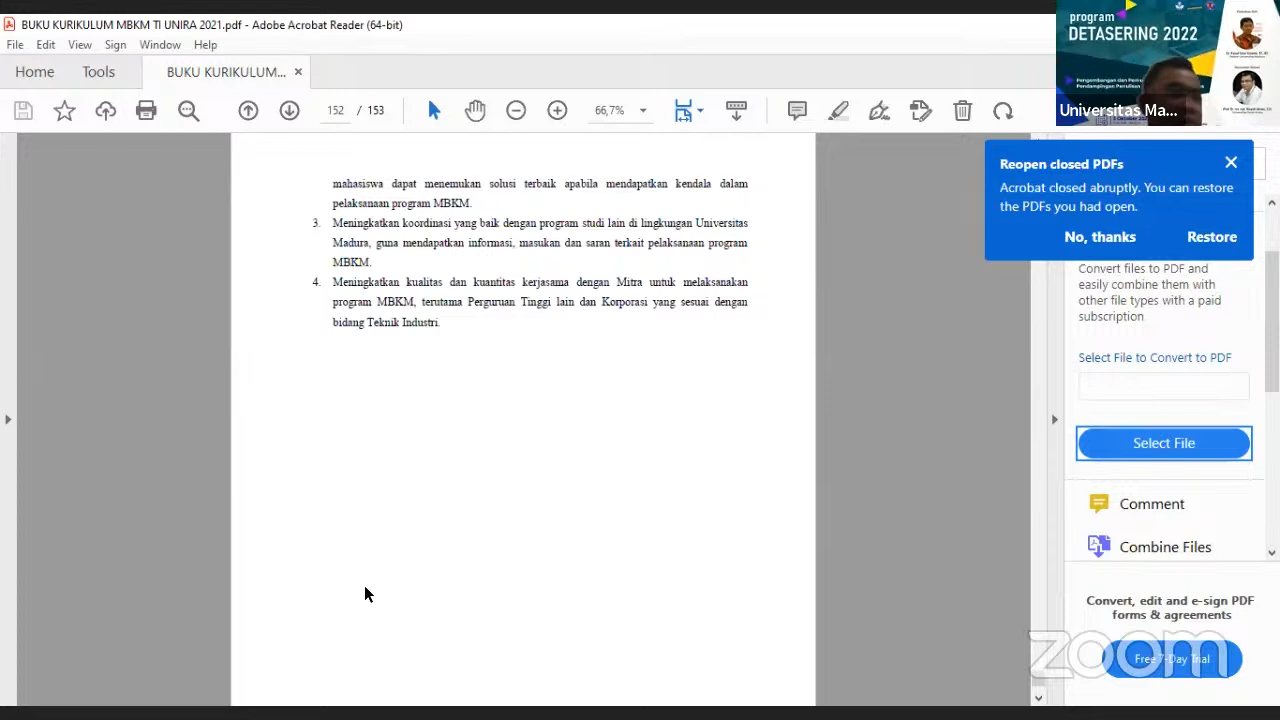 BUKU KURIKULUM MBKM TI UNIRA 2021.pdf - Adobe Acrobat Reader (64-bit)
File Edit View Sign Window Help
Home Tools BUKU KURIKULUM...
152 / 153 66,7%
program
DETASERING 2022
Universitas Ma...
mahasiswa dapat menemukan solusi terbaik apabila mendapatkan kendala dalam
pelaksanaan program MBKM.
3. Meningkatkan koordinasi yang baik dengan program studi lain di lingkungan Universitas
Madura, guna mendapatkan informasi, masukan dan saran terkait pelaksanaan program
MBKM.
4. Meningkatkan kualitas dan kuantitas kerjasama dengan Mitra untuk melaksanakan
program MBKM, terutama Perguruan Tinggi lain dan Korporasi yang sesuai dengan
bidang Teknik Industri.
Reopen closed PDFs
Acrobat closed abruptly. You can restore
the PDFs you had open.
No, thanks Restore
Convert files to PDF and
easily combine them with
other file types with a paid
subscription
Select File to Convert to PDF
Select File
Comment
Combine Files
Convert, edit and e-sign PDF
forms & agreements
Free 7-Day Trial
zoom